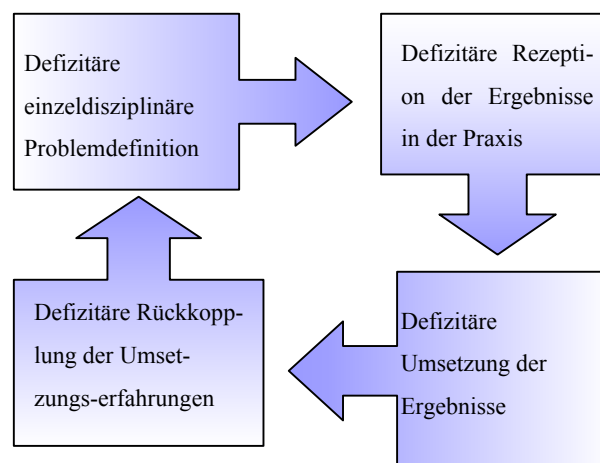 Defizitäre
einzeldisziplinäre
Problemdefinition
Defizitäre Rezepti-
on der Ergebnisse
in der Praxis
Defizitäre
Umsetzung der
Ergebnisse
Defizitäre Rückkopp-
lung der Umset-
zungs-erfahrungen